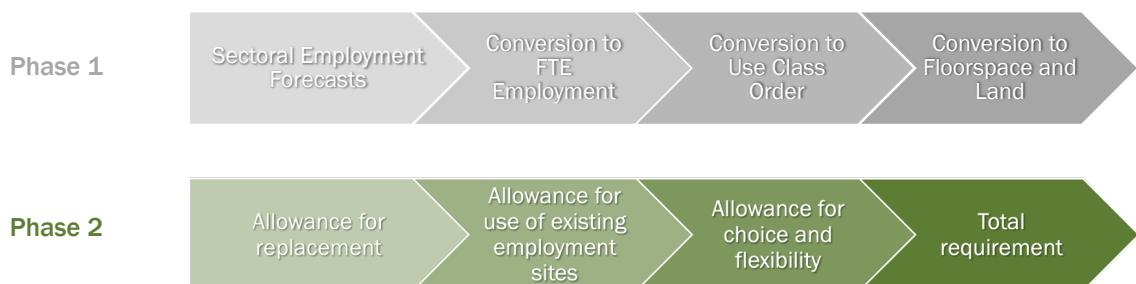 Phase 1
Sectoral Employment
Forecasts
Conversion to
FTE
Employment
Conversion to
Use Class
Order
Conversion to
Floorspace and
Land
Phase 2
Allowance for
replacement
Allowance for
use of existing
employment
sites
Allowance for
choice and
flexibility
Total
requirement